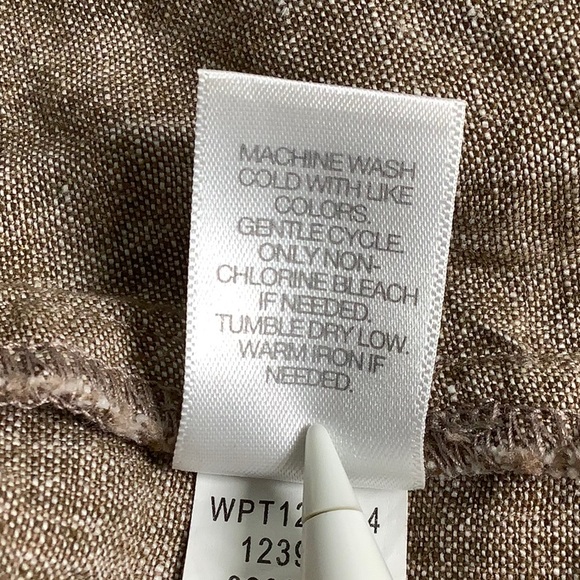 MACHINE WASH
COLD WITH LIKE
COLORS.
GENTLE CYCLE.
ONLY NON-
CHLORINE BLEACH
IF NEEDED.
TUMBLE DRY LOW.
WARM IRON IF
NEEDED.